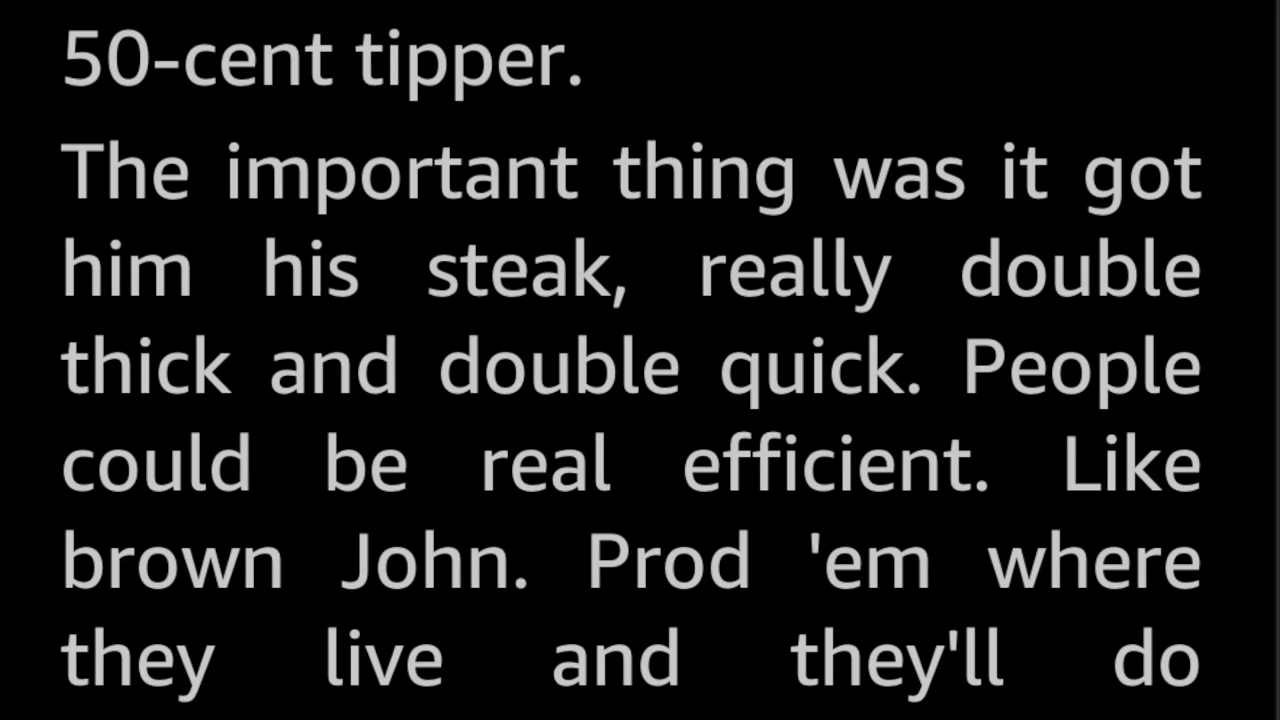 50-cent tipper.
The important thing was it got
him his steak, really double
thick and double quick. People
could be real efficient. Like
brown John. Prod 'em where
they live and they'll do